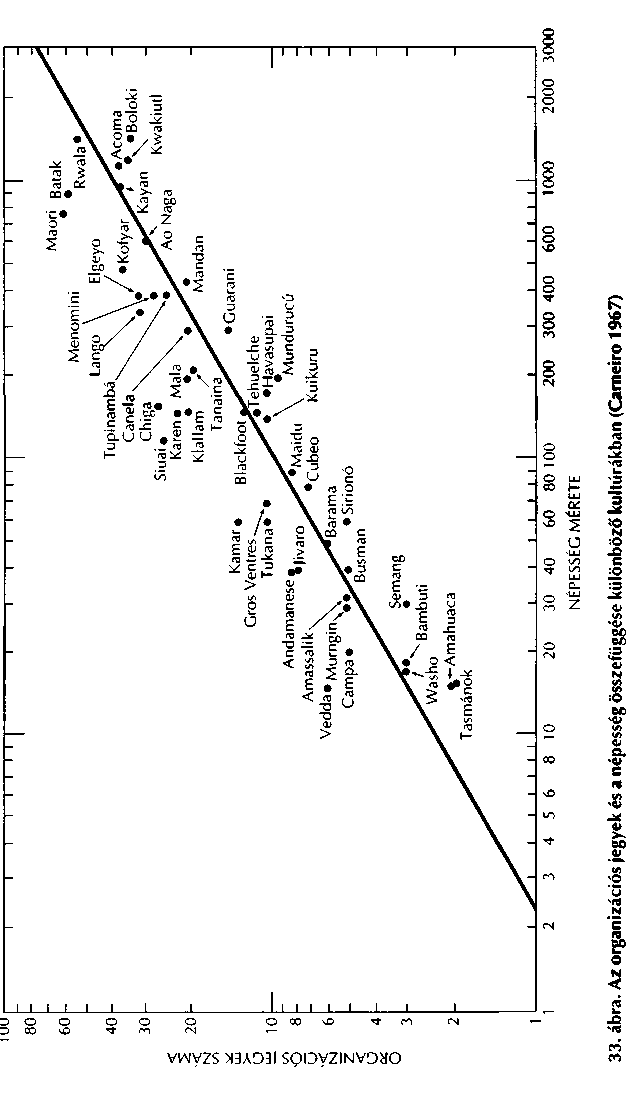 3000
2000
1000
600
400
300
200
100
80
60
40
30
20
10
8
6
5
4
3
2
1
NÉPESSÉG MÉRETE
100
80
60
40
30
20
10
8
6
4
3
2
1
ORGANIZÁCIÓS JEGYEK SZÁMA
Maori
Batak
Rwala
Acoma
Boloki
Kwakiutl
Kayan
Ao Naga
Elgeyo
Kofyar
Menomini
Lango
Mandan
Tupinambá
Canela
Chiga
Siuai
Karen
Mala
Klallam
Tanaina
Guarani
Blackfoot
Tehuelche
Havasupai
Mundurucú
Kuikuru
Maidu
Cubeo
Kamar
Gros Ventres
Tukana
Andamanese
Jivaro
Barama
Sirionó
Busman
Amassalik
Murngin
Vedda
Campa
Semang
Bambuti
Washo
Amahuaca
Tasmánok
33. ábra. Az organizációs jegyek és a népesség összefüggése különböző kultúrákban (Carneiro 1967)